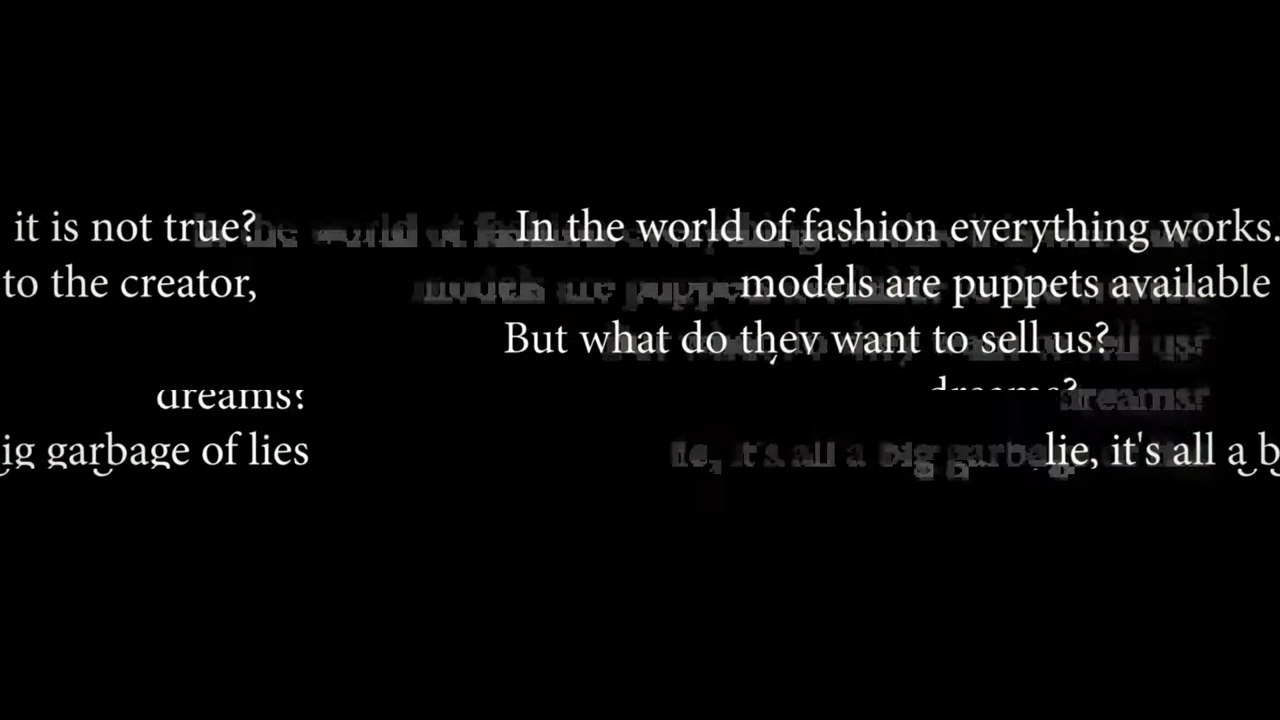 it is not true? In the world of fashion everything works.
to the creator, models are puppets available
But what do they want to sell us?
dreams? dreams?
ig garbage of lies lie, it's all a b